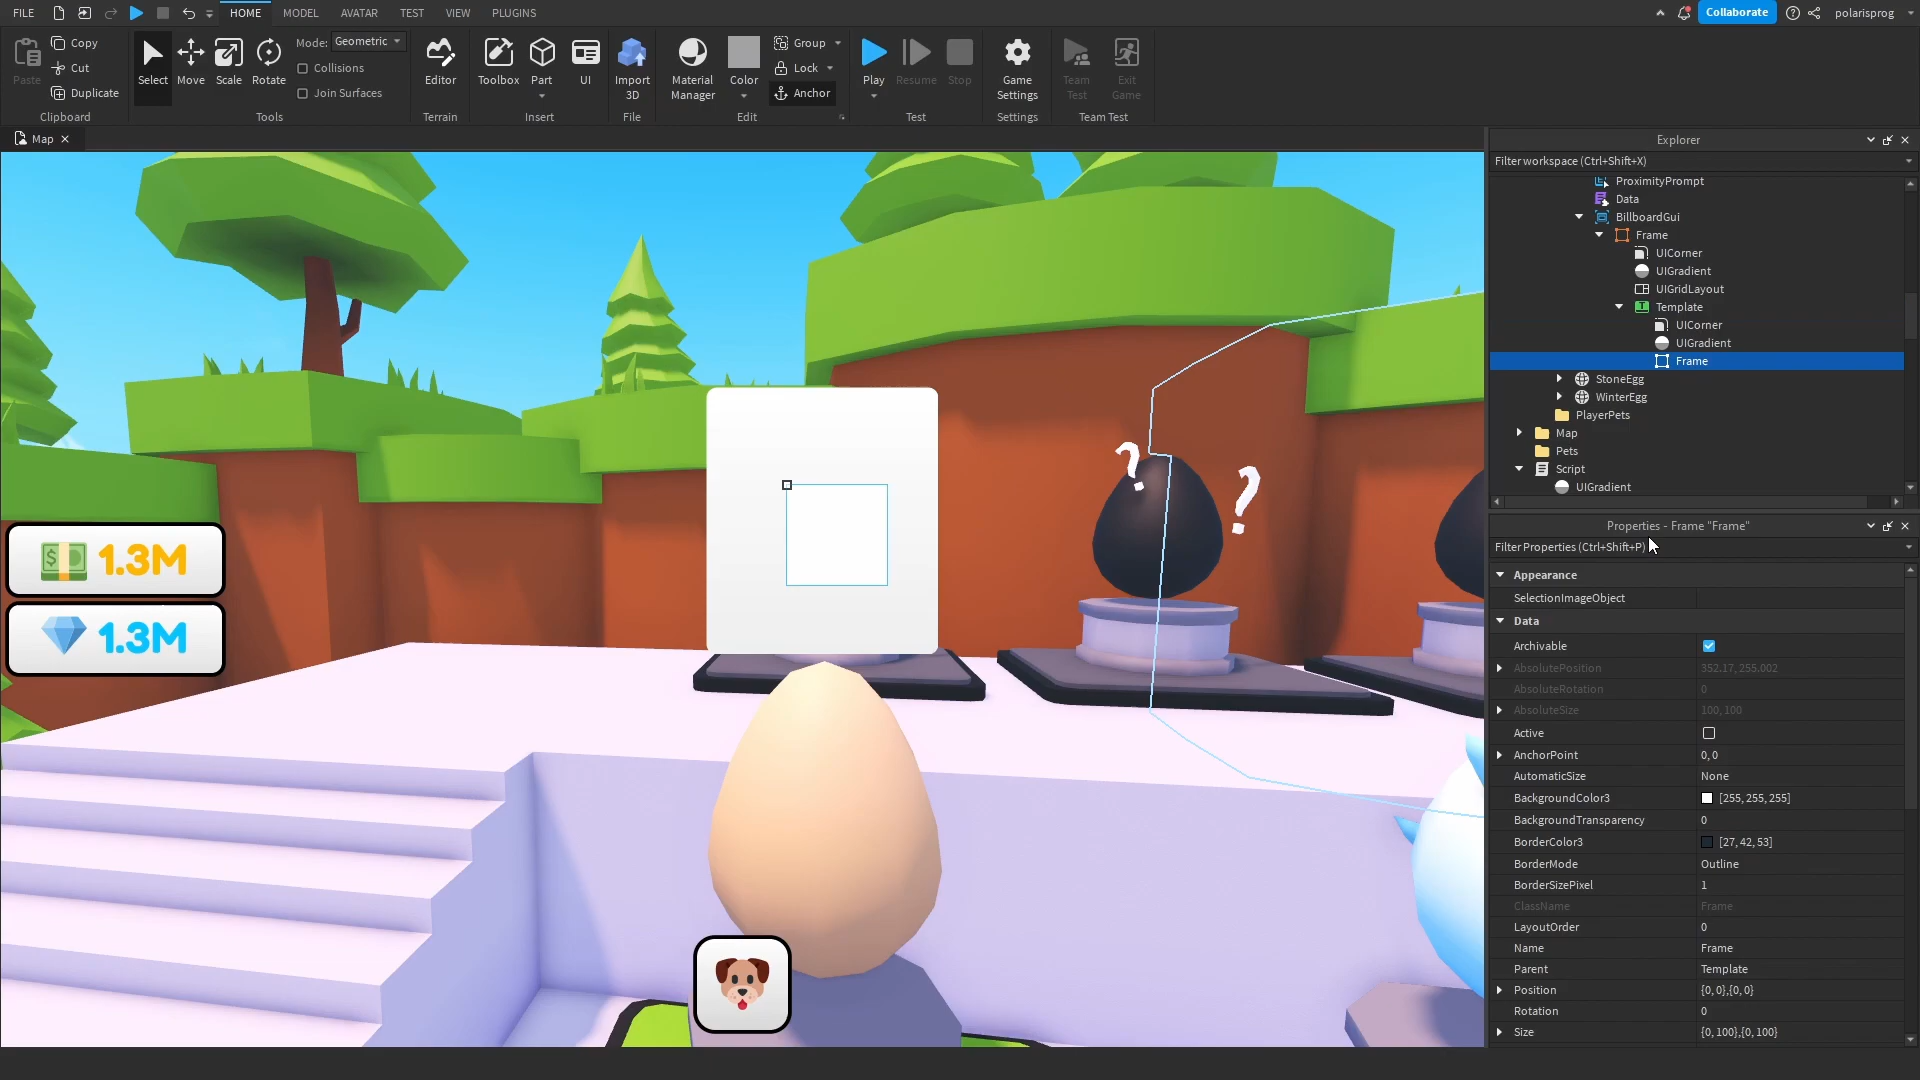 FILE HOME MODEL AVATAR TEST VIEW PLUGINS Collaborate polarisprog
Paste Copy Cut Duplicate Clipboard
Select Move Scale Rotate Mode: Geometric Collisions Join Surfaces Tools
Editor Terrain
Toolbox Part UI Insert
Import 3D File
Material Manager Color Group Lock Anchor Edit
Play Resume Stop Test
Game Settings Settings
Team Test Exit Game Team Test
Map
1.3M
1.3M
? ?
Explorer
Filter workspace (Ctrl+Shift+X)
ProximityPrompt
Data
BillboardGui
Frame
UICorner
UIGradient
UIGridLayout
Template
UICorner
UIGradient
Frame
StoneEgg
WinterEgg
PlayerPets
Map
Pets
Script
UIGradient
Properties - Frame "Frame"
Filter Properties (Ctrl+Shift+P)
Appearance
SelectionImageObject
Data
Archivable
AbsolutePosition 352.17, 255.002
AbsoluteRotation 0
AbsoluteSize 100, 100
Active
AnchorPoint 0, 0
AutomaticSize None
BackgroundColor3 [255, 255, 255]
BackgroundTransparency 0
BorderColor3 [27, 42, 53]
BorderMode Outline
BorderSizePixel 1
ClassName Frame
LayoutOrder 0
Name Frame
Parent Template
Position {0, 0},{0, 0}
Rotation 0
Size {0, 100},{0, 100}